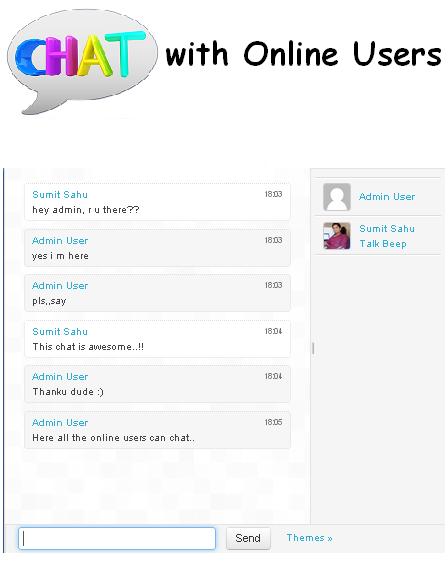 CHAT with Online Users
Sumit Sahu 18:03
hey admin, r u there??
Admin User 18:03
yes i m here
Admin User 18:03
pls,,say
Sumit Sahu 18:04
This chat is awesome..!!
Admin User 18:04
Thanku dude :)
Admin User 18:05
Here all the online users can chat..
Admin User
Sumit Sahu
Talk Beep
Send Themes »